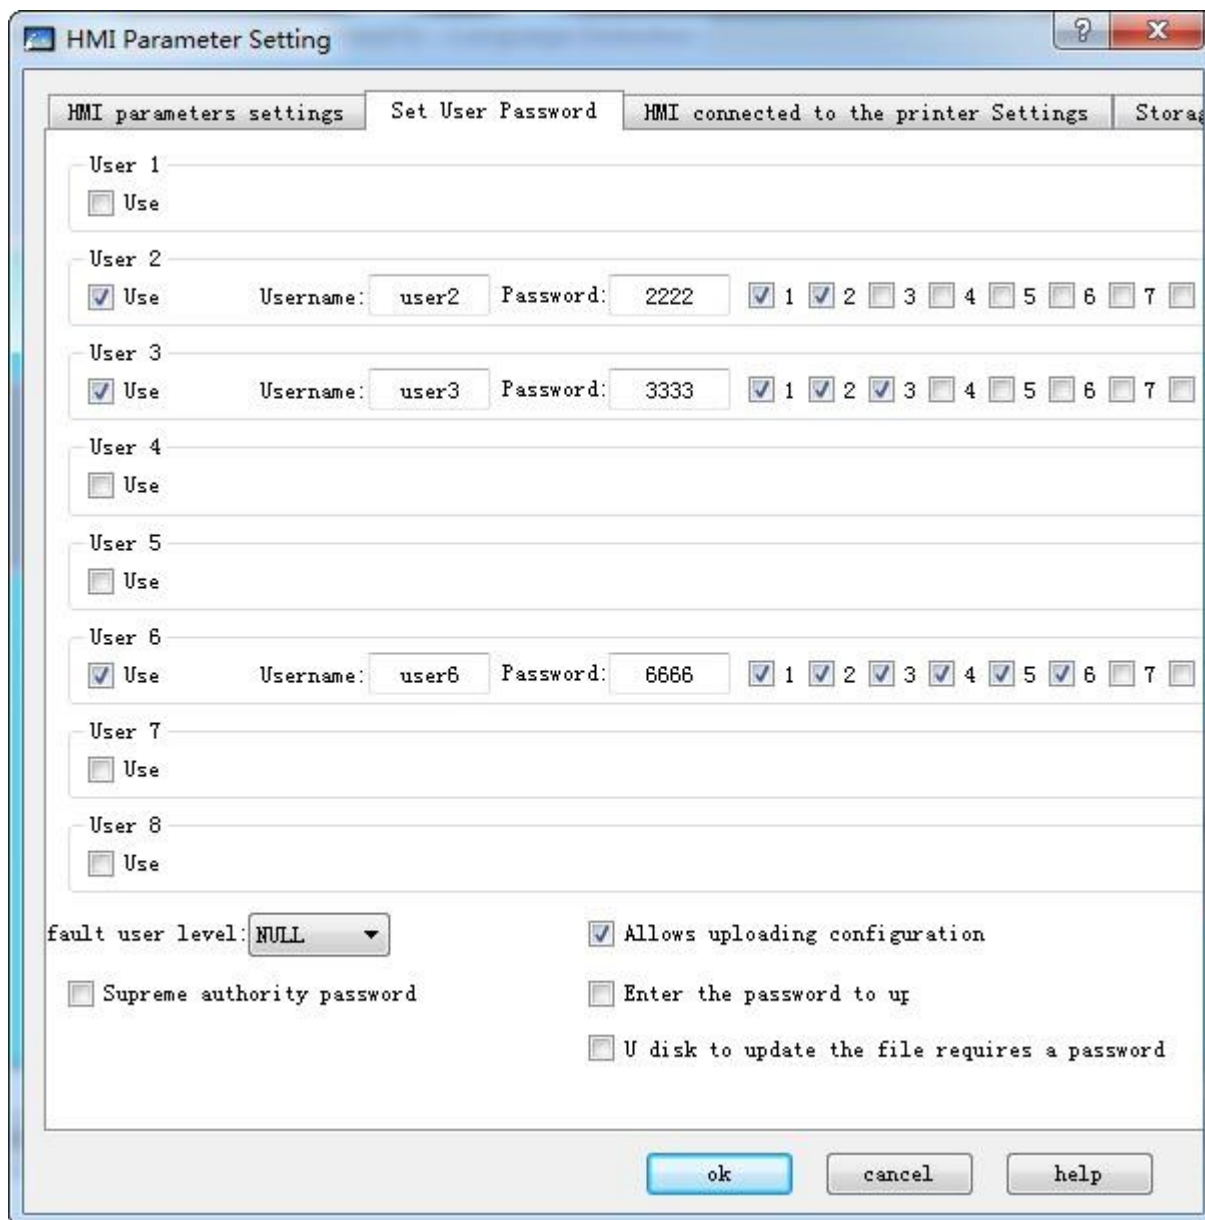 HMI Parameter Setting
HMI parameters settings Set User Password HMI connected to the printer Settings Storag
User 1
Use
User 2
Use Username: user2 Password: 2222 1 2 3 4 5 6 7
User 3
Use Username: user3 Password: 3333 1 2 3 4 5 6 7
User 4
Use
User 5
Use
User 6
Use Username: user6 Password: 6666 1 2 3 4 5 6 7
User 7
Use
User 8
Use
fault user level: NULL Allows uploading configuration
Supreme authority password Enter the password to up
U disk to update the file requires a password
ok cancel help